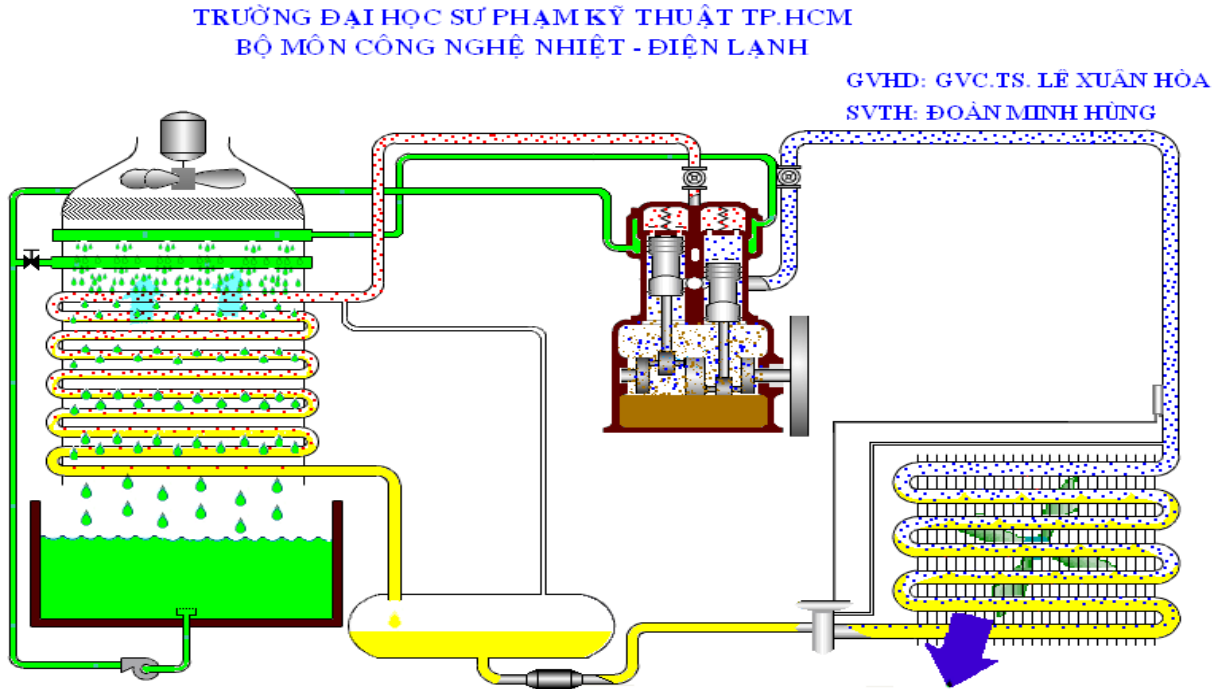 TRƯỜNG ĐẠI HỌC SƯ PHẠM KỸ THUẬT TP.HCM
BỘ MÔN CÔNG NGHỆ NHIỆT - ĐIỆN LẠNH
GVHD: GVC.TS. LÊ XUÂN HÒA
SVTH: ĐOÀN MINH HÙNG